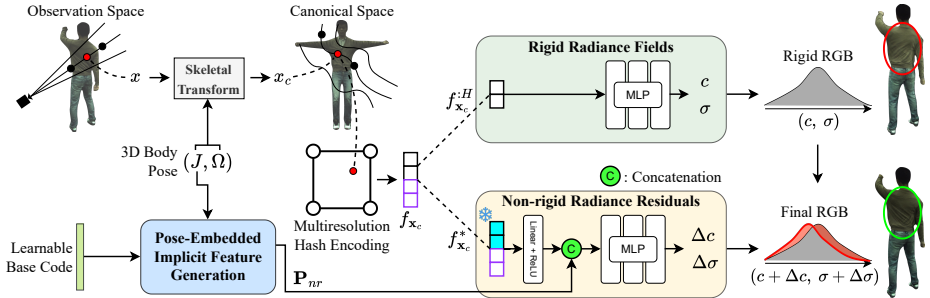 Observation Space
Canonical Space
x
Skeletal
Transform
x_c
3D Body
Pose
(J, Ω)
Multiresolution
Hash Encoding
f_{x_c}
f_{x_c}^{:H}
f_{x_c}^{*}
Rigid Radiance Fields
MLP
c
σ
Rigid RGB
(c, σ)
C : Concatenation
Non-rigid Radiance Residuals
Linear + ReLU
C
MLP
Δc
Δσ
Final RGB
(c + Δc, σ + Δσ)
Learnable
Base Code
Pose-Embedded
Implicit Feature
Generation
P_{nr}